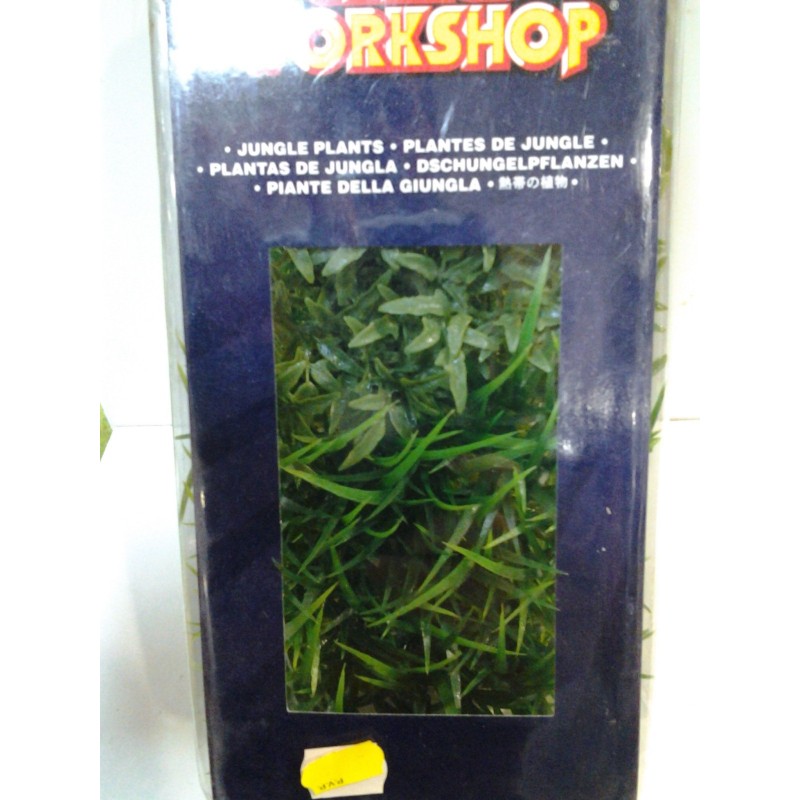 ORKSHOP
• JUNGLE PLANTS • PLANTES DE JUNGLE •
• PLANTAS DE JUNGLA • DSCHUNGELPFLANZEN •
• PIANTE DELLA GIUNGLA • 熱帯の植物 •
P.V.P.